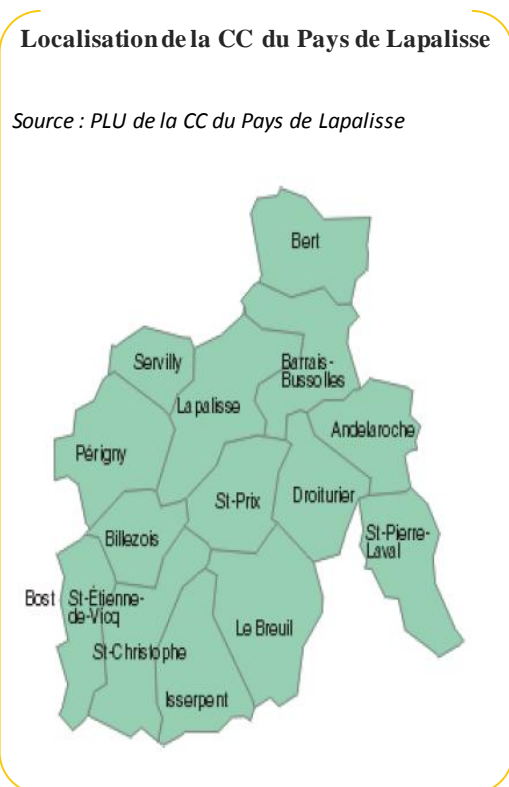 Localisation de la CC du Pays de Lapalisse
Source : PLU de la CC du Pays de Lapalisse
Bert
Servilly
Barrais-
Bussolles
Lapalisse
Andelaroche
Périgny
St-Prix
Droiturier
Billezois
St-Pierre-
Laval
Bost
St-Étienne-
de-Vicq
Le Breuil
St-Christophe
Isserpent